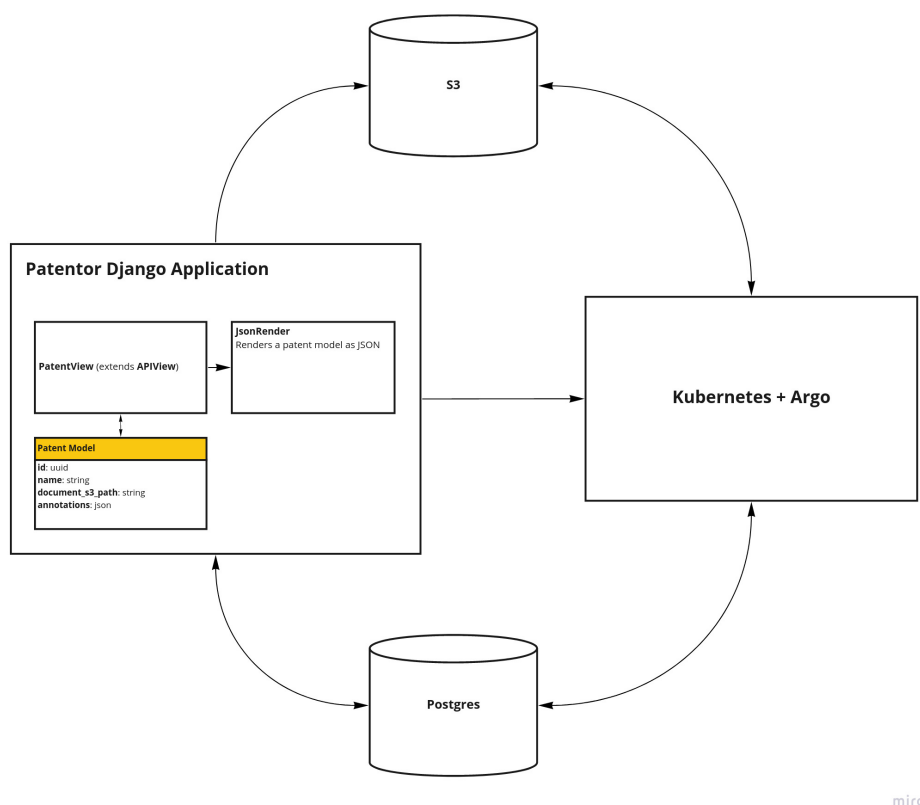 S3
Patentor Django Application
PatentView (extends APIView)
JsonRender
Renders a patent model as JSON
Patent Model
id: uuid
name: string
document_s3_path: string
annotations: json
Kubernetes + Argo
Postgres